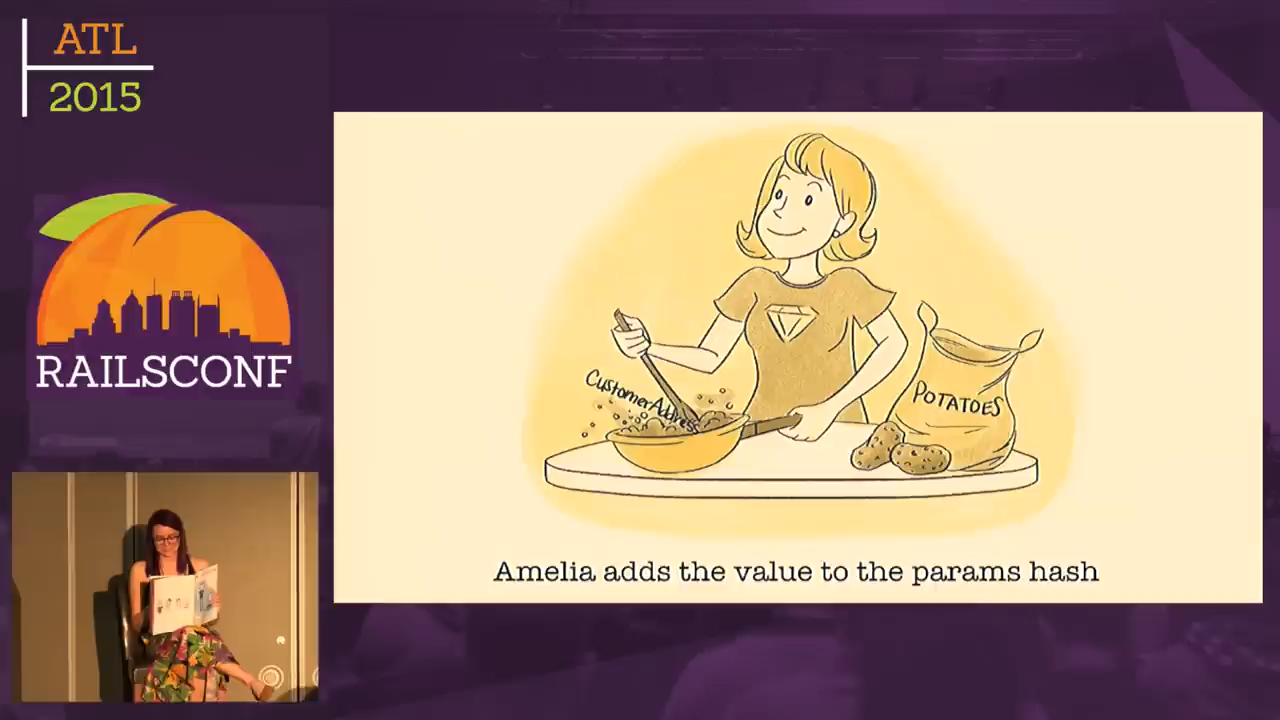 ATL
2015
RAILSCONF
CustomerAddress
POTATOES
Amelia adds the value to the params hash